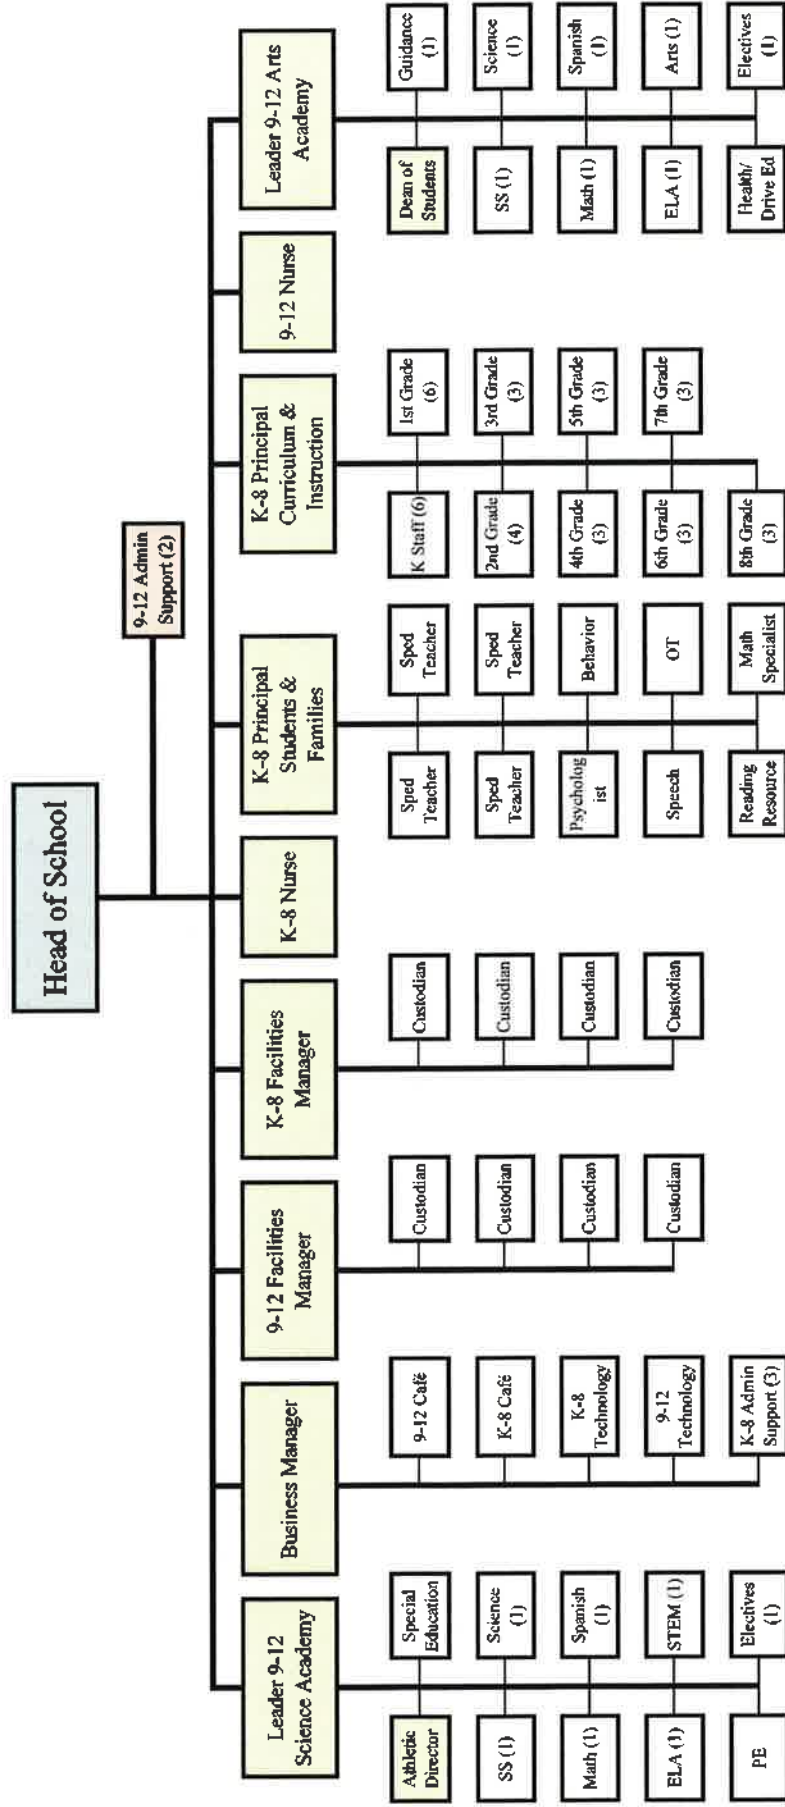 Head of School
9-12 Admin
Support (2)
Leader 9-12
Science Academy
Business Manager
9-12 Facilities
Manager
K-8 Facilities
Manager
K-8 Nurse
K-8 Principal
Students &
Families
K-8 Principal
Curriculum &
Instruction
9-12 Nurse
Leader 9-12 Arts
Academy
Athletic
Director
Special
Education
SS (1)
Science
(1)
Math (1)
Spanish
(1)
ELA (1)
STEM (1)
PE
Electives
(1)
9-12 Café
K-8 Café
K-8
Technology
9-12
Technology
K-8 Admin
Support (3)
Custodian
Custodian
Custodian
Custodian
Custodian
Custodian
Custodian
Custodian
Sped
Teacher
Sped
Teacher
Sped
Teacher
Sped
Teacher
Psycholog
ist
Behavior
Speech
OT
Reading
Resource
Math
Specialist
K Staff (6)
1st Grade
(6)
2nd Grade
(4)
3rd Grade
(3)
4th Grade
(3)
5th Grade
(3)
6th Grade
(3)
7th Grade
(3)
8th Grade
(3)
Dean of
Students
Guidance
(1)
SS (1)
Science
(1)
Math (1)
Spanish
(1)
ELA (1)
Arts (1)
Health/
Drive Ed
Electives
(1)